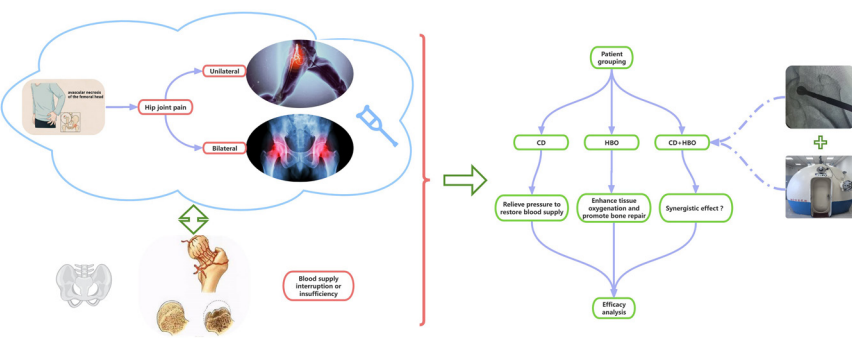 avascular necrosis
of the femoral head
Hip joint pain
Unilateral
Bilateral
Blood supply
interruption or
insufficiency
Patient
grouping
CD
HBO
CD+HBO
Relieve pressure to
restore blood supply
Enhance tissue
oxygenation and
promote bone repair
Synergistic effect ?
Efficacy
analysis